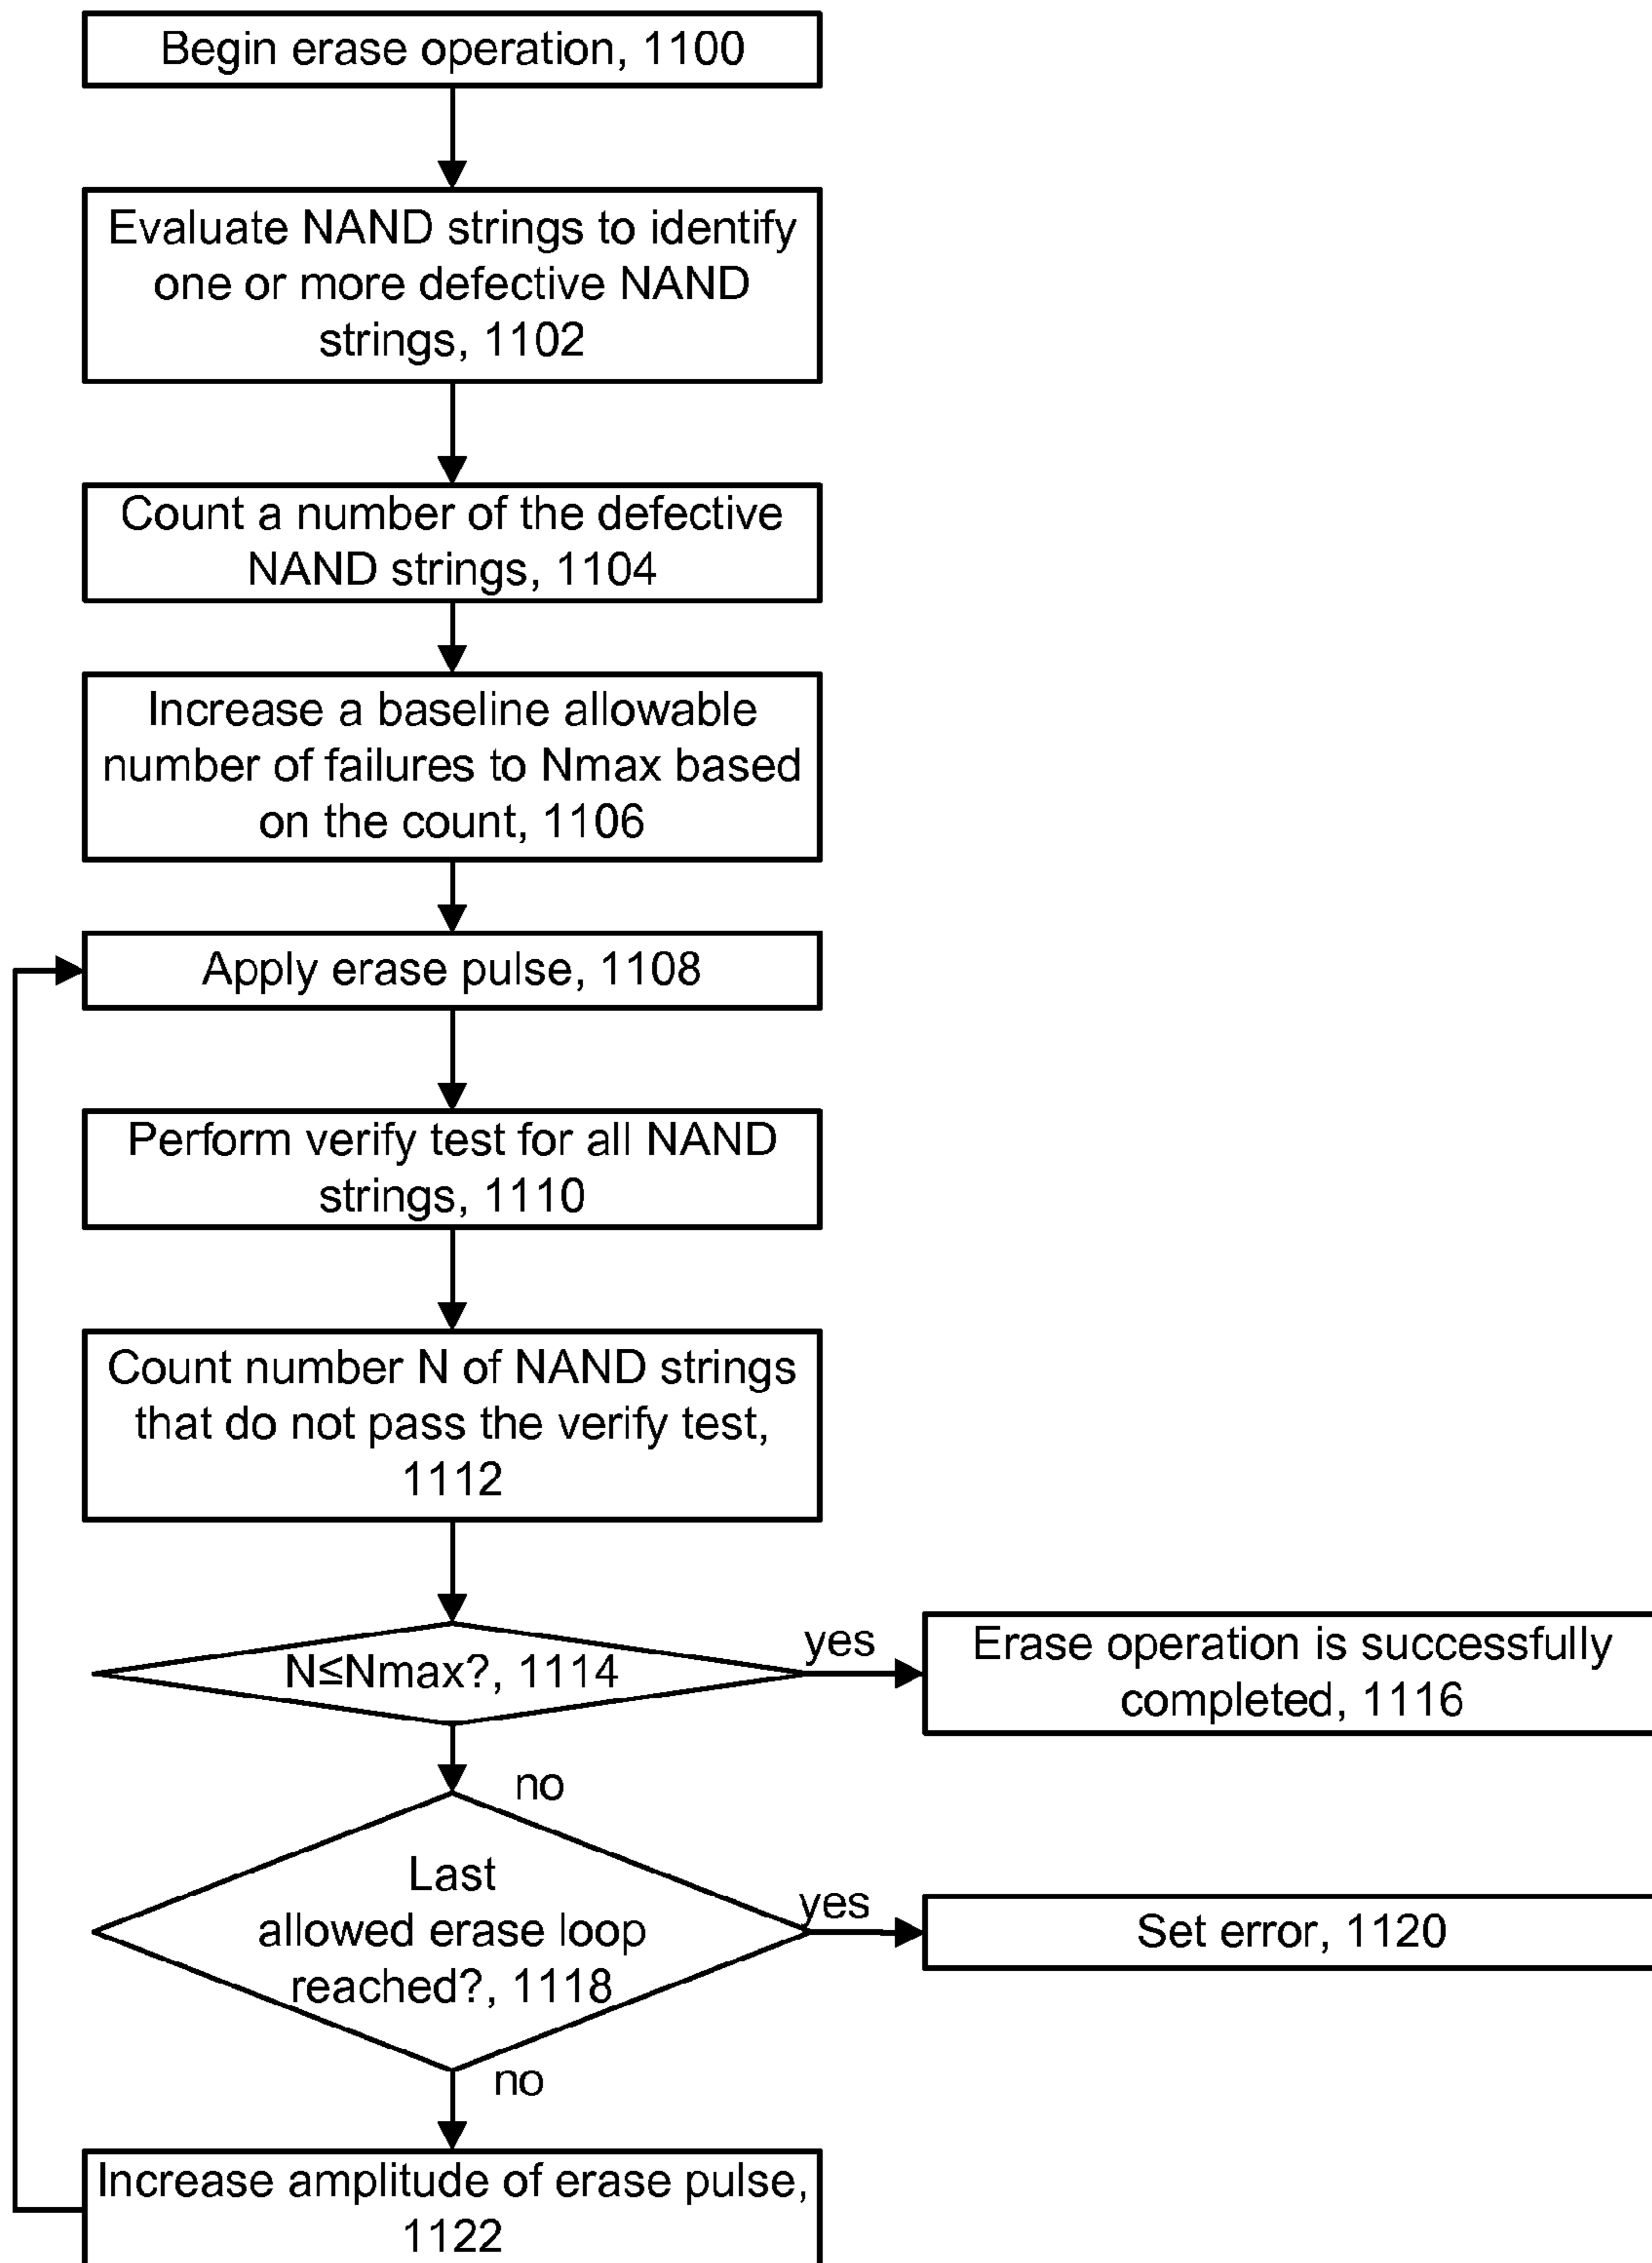 Begin erase operation, 1100
Evaluate NAND strings to identify
one or more defective NAND
strings, 1102
Count a number of the defective
NAND strings, 1104
Increase a baseline allowable
number of failures to Nmax based
on the count, 1106
Apply erase pulse, 1108
Perform verify test for all NAND
strings, 1110
Count number N of NAND strings
that do not pass the verify test,
1112
N≤Nmax?, 1114
yes
Erase operation is successfully
completed, 1116
no
Last
allowed erase loop
reached?, 1118
yes
Set error, 1120
no
Increase amplitude of erase pulse,
1122